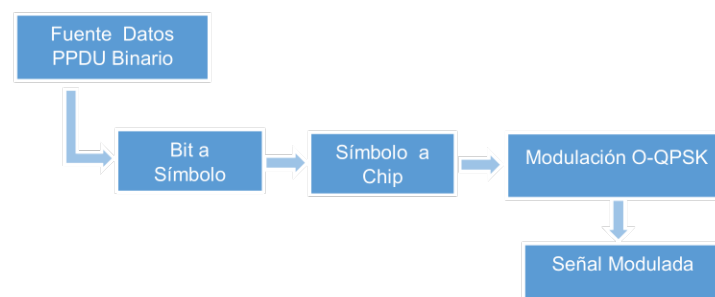 Fuente Datos
PPDU Binario
Bit a
Símbolo
Símbolo a
Chip
Modulación O-QPSK
Señal Modulada